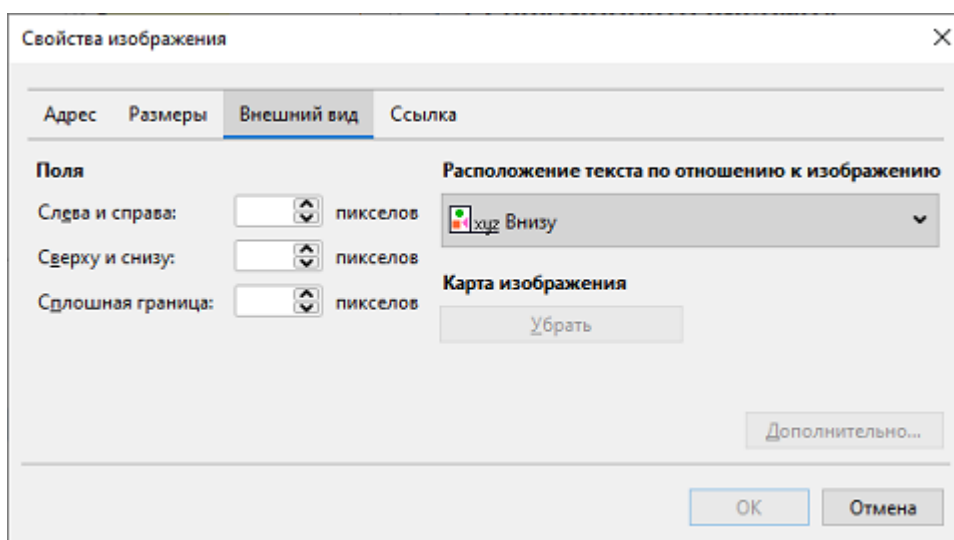 Свойства изображения
Адрес Размеры Внешний вид Ссылка
Поля
Слева и справа: пикселов
Сверху и снизу: пикселов
Сплошная граница: пикселов
Расположение текста по отношению к изображению
xyz Внизу
Карта изображения
Убрать
Дополнительно...
ОК Отмена